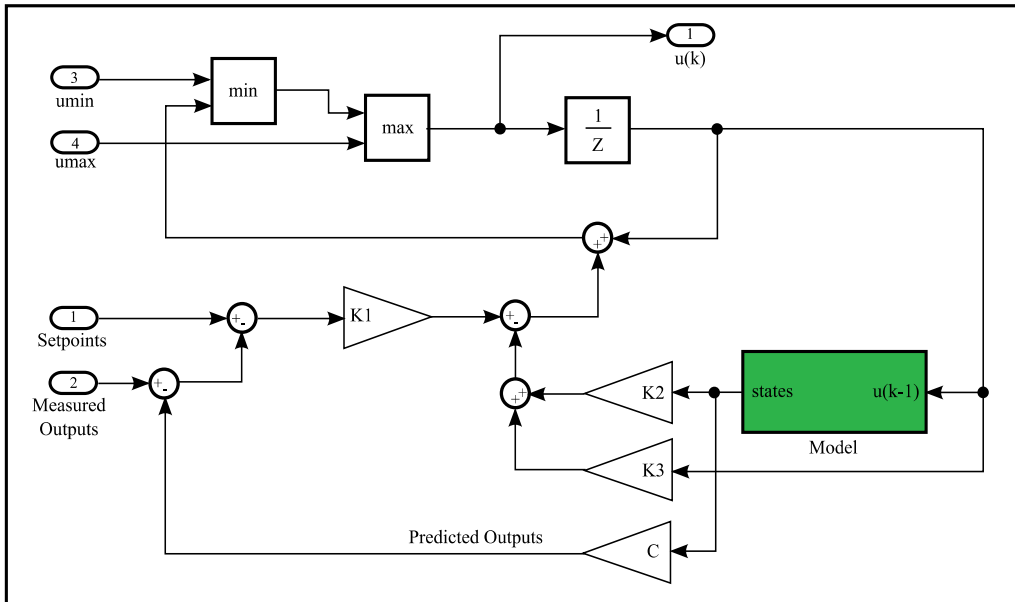 1
u(k)
3
umin
min
4
umax
max
1
Z
+
+
1
Setpoints
+
-
K1
+
-
2
Measured
Outputs
+
-
+
+
K2
states
u(k-1)
Model
K3
Predicted Outputs
C